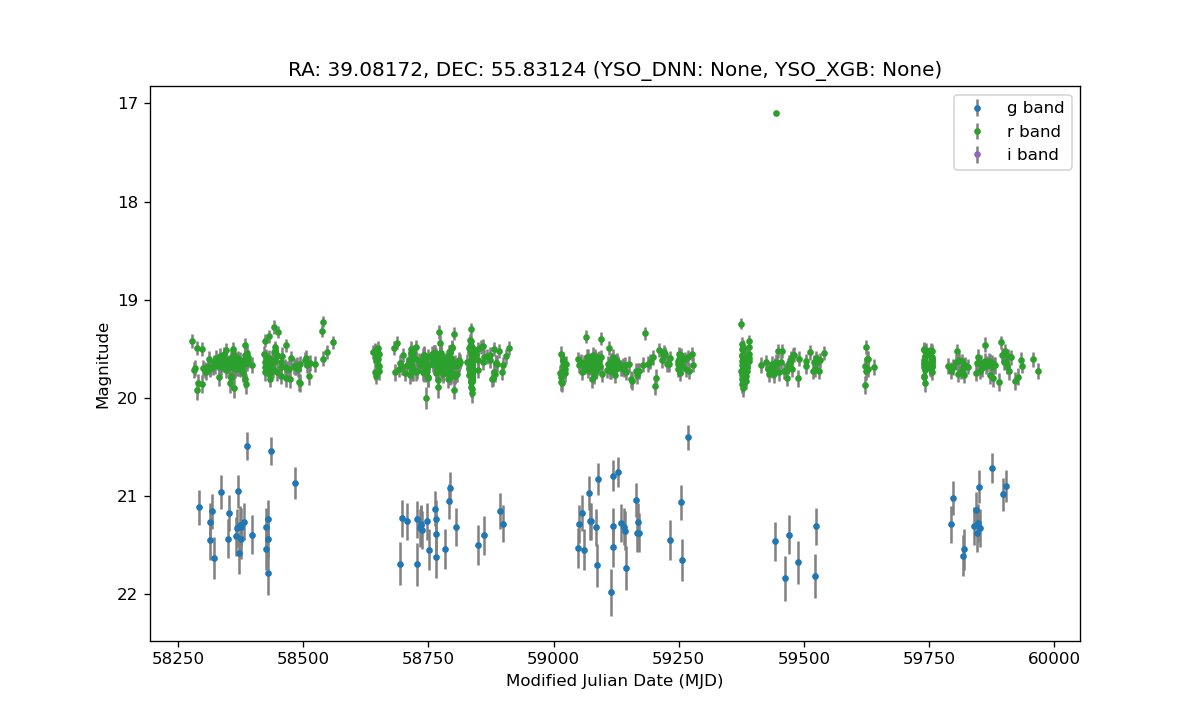 RA: 39.08172, DEC: 55.83124 (YSO_DNN: None, YSO_XGB: None)
g band
r band
i band
17
18
19
20
21
22
Magnitude
58250 58500 58750 59000 59250 59500 59750 60000
Modified Julian Date (MJD)